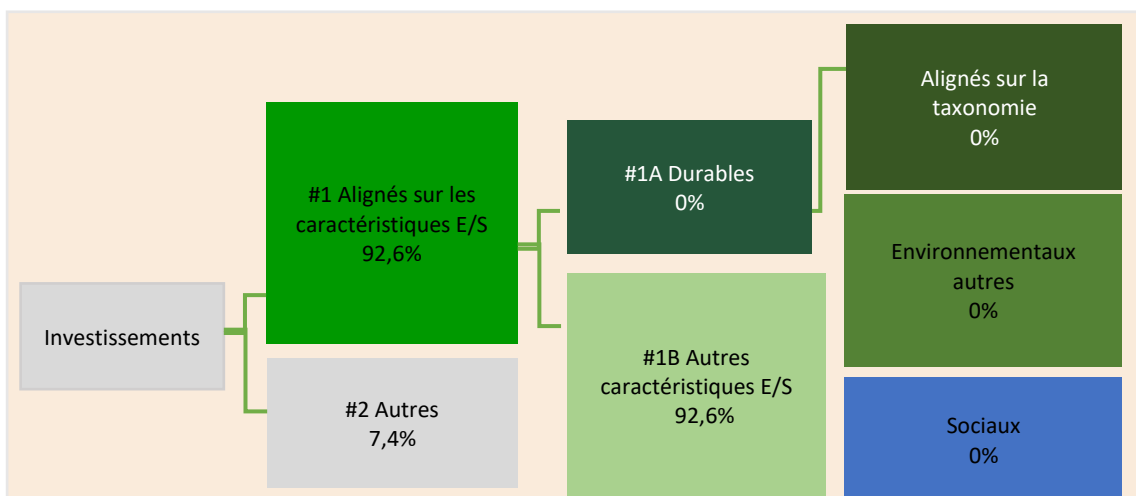 Investissements
#1 Alignés sur les
caractéristiques E/S
92,6%
#2 Autres
7,4%
#1A Durables
0%
#1B Autres
caractéristiques E/S
92,6%
Alignés sur la
taxonomie
0%
Environnementaux
autres
0%
Sociaux
0%